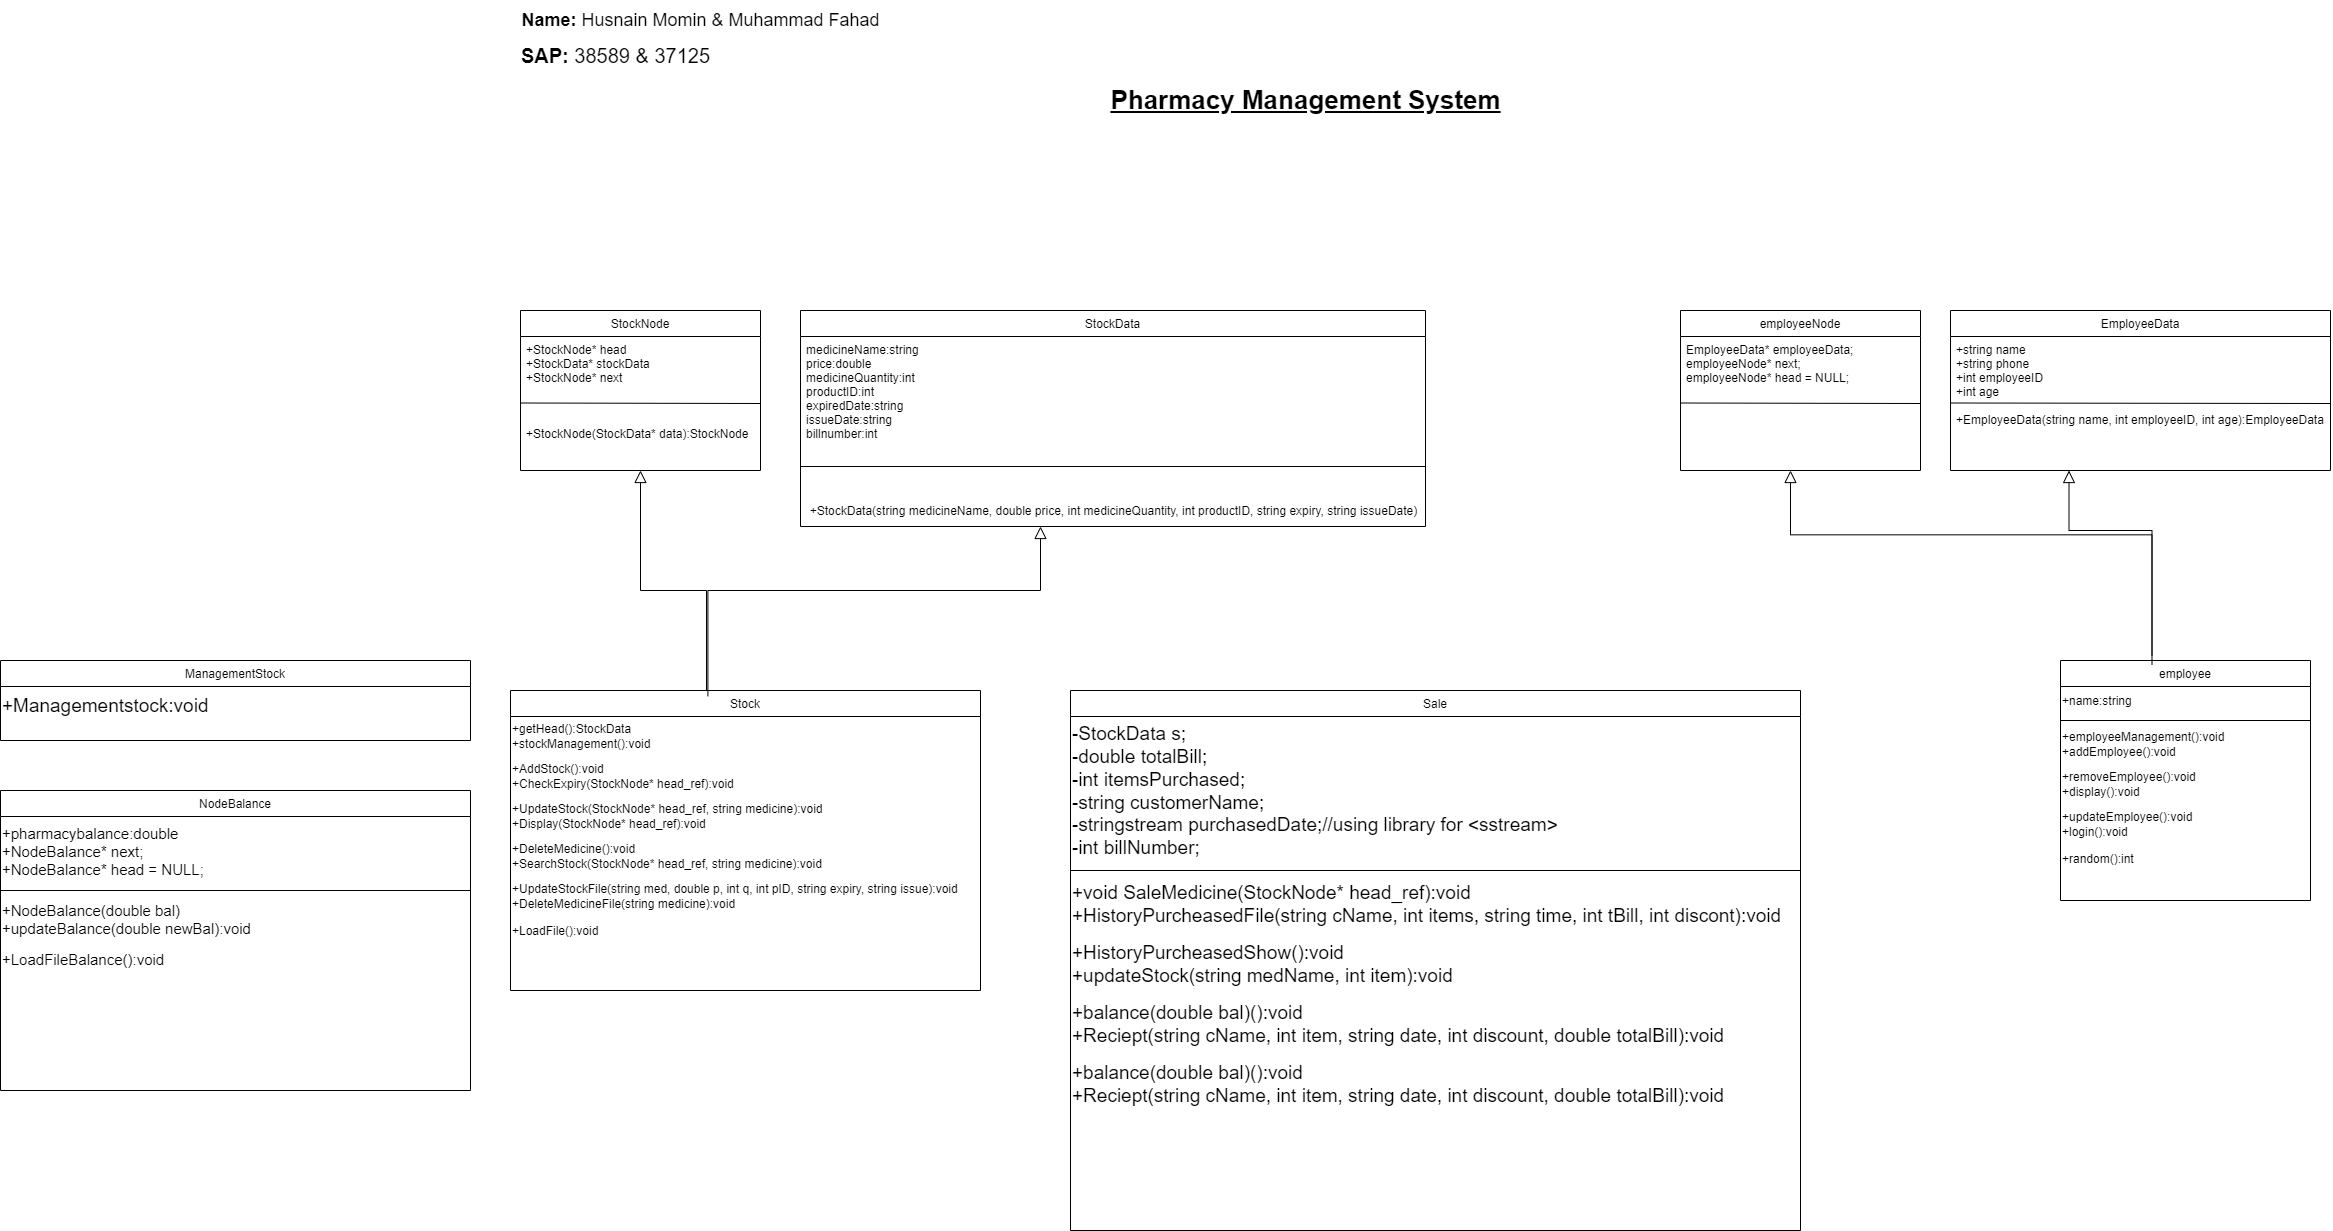 Name: Husnain Momin & Muhammad Fahad
SAP: 38589 & 37125
Pharmacy Management System
StockNode
+StockNode* head
+StockData* stockData
+StockNode* next
+StockNode(StockData* data):StockNode
StockData
medicineName:string
price:double
medicineQuantity:int
productID:int
expiredDate:string
issueDate:string
billnumber:int
+StockData(string medicineName, double price, int medicineQuantity, int productID, string expiry, string issueDate)
employeeNode
EmployeeData* employeeData;
employeeNode* next;
employeeNode* head = NULL;
EmployeeData
+string name
+string phone
+int employeeID
+int age
+EmployeeData(string name, int employeeID, int age):EmployeeData
ManagementStock
+Managementstock:void
NodeBalance
+pharmacybalance:double
+NodeBalance* next;
+NodeBalance* head = NULL;
+NodeBalance(double bal)
+updateBalance(double newBal):void
+LoadFileBalance():void
Stock
+getHead():StockData
+stockManagement():void
+AddStock():void
+CheckExpiry(StockNode* head_ref):void
+UpdateStock(StockNode* head_ref, string medicine):void
+Display(StockNode* head_ref):void
+DeleteMedicine():void
+SearchStock(StockNode* head_ref, string medicine):void
+UpdateStockFile(string med, double p, int q, int pID, string expiry, string issue):void
+DeleteMedicineFile(string medicine):void
+LoadFile():void
Sale
-StockData s;
-double totalBill;
-int itemsPurchased;
-string customerName;
-stringstream purchasedDate;//using library for <sstream>
-int billNumber;
+void SaleMedicine(StockNode* head_ref):void
+HistoryPurcheasedFile(string cName, int items, string time, int tBill, int discont):void
+HistoryPurcheasedShow():void
+updateStock(string medName, int item):void
+balance(double bal)():void
+Reciept(string cName, int item, string date, int discount, double totalBill):void
+balance(double bal)():void
+Reciept(string cName, int item, string date, int discount, double totalBill):void
employee
+name:string
+employeeManagement():void
+addEmployee():void
+removeEmployee():void
+display():void
+updateEmployee():void
+login():void
+random():int